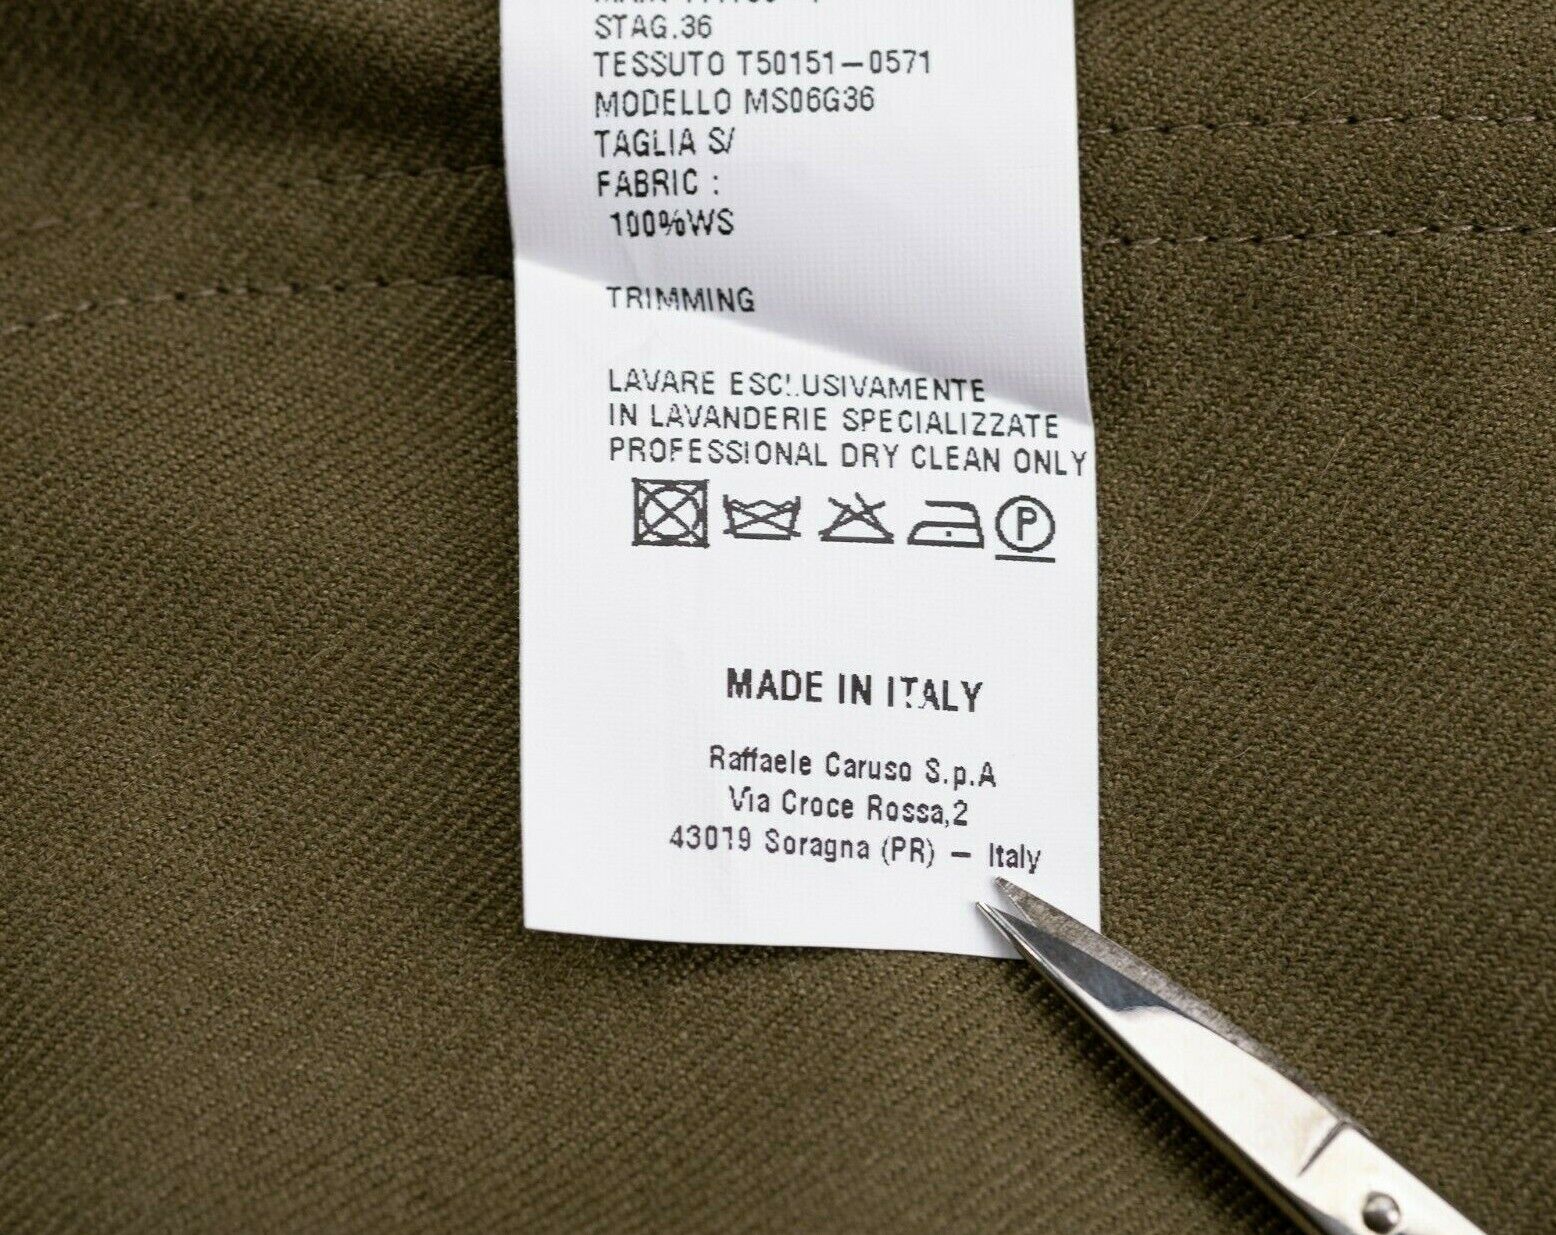 STAG.36
TESSUTO T50151-0571
MODELLO MS06G36
TAGLIA S/
FABRIC :
100%WS
TRIMMING
LAVARE ESCLUSIVAMENTE
IN LAVANDERIE SPECIALIZZATE
PROFESSIONAL DRY CLEAN ONLY
P
MADE IN ITALY
Raffaele Caruso S.p.A
Via Croce Rossa,2
43019 Soragna (PR) - Italy